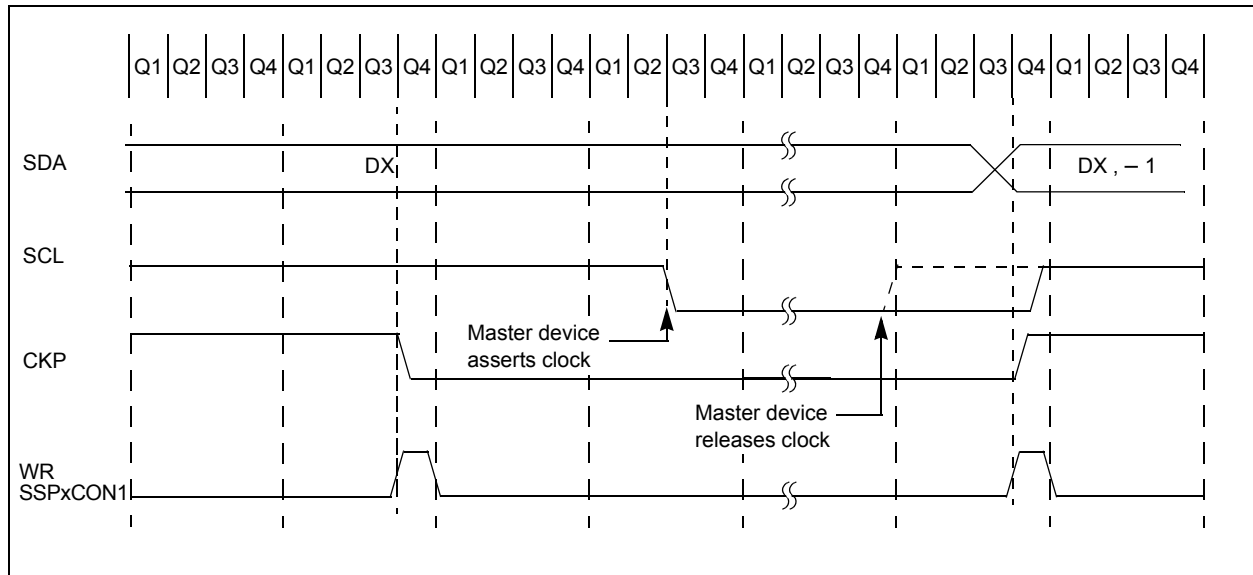 Q1 Q2 Q3 Q4 Q1 Q2 Q3 Q4 Q1 Q2 Q3 Q4 Q1 Q2 Q3 Q4 Q1 Q2 Q3 Q4 Q1 Q2 Q3 Q4 Q1 Q2 Q3 Q4
SDA
DX
DX , – 1
SCL
Master device
asserts clock
CKP
Master device
releases clock
WR
SSPxCON1